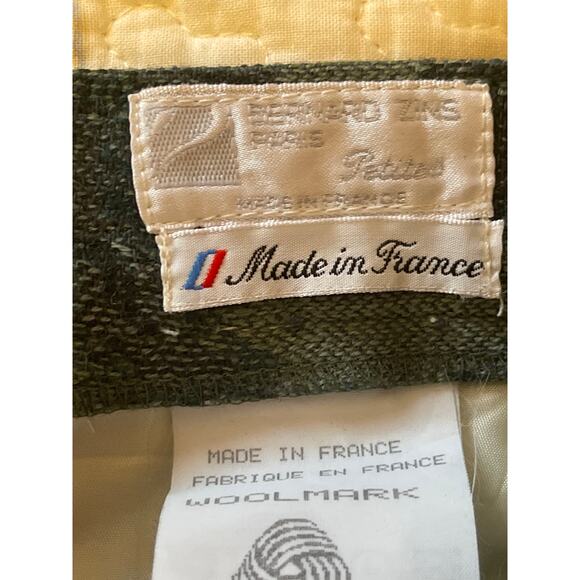 BERNARD ZINS
PARIS
Petites
MADE IN FRANCE
Made in France
MADE IN FRANCE
FABRIQUE EN FRANCE
WOOLMARK